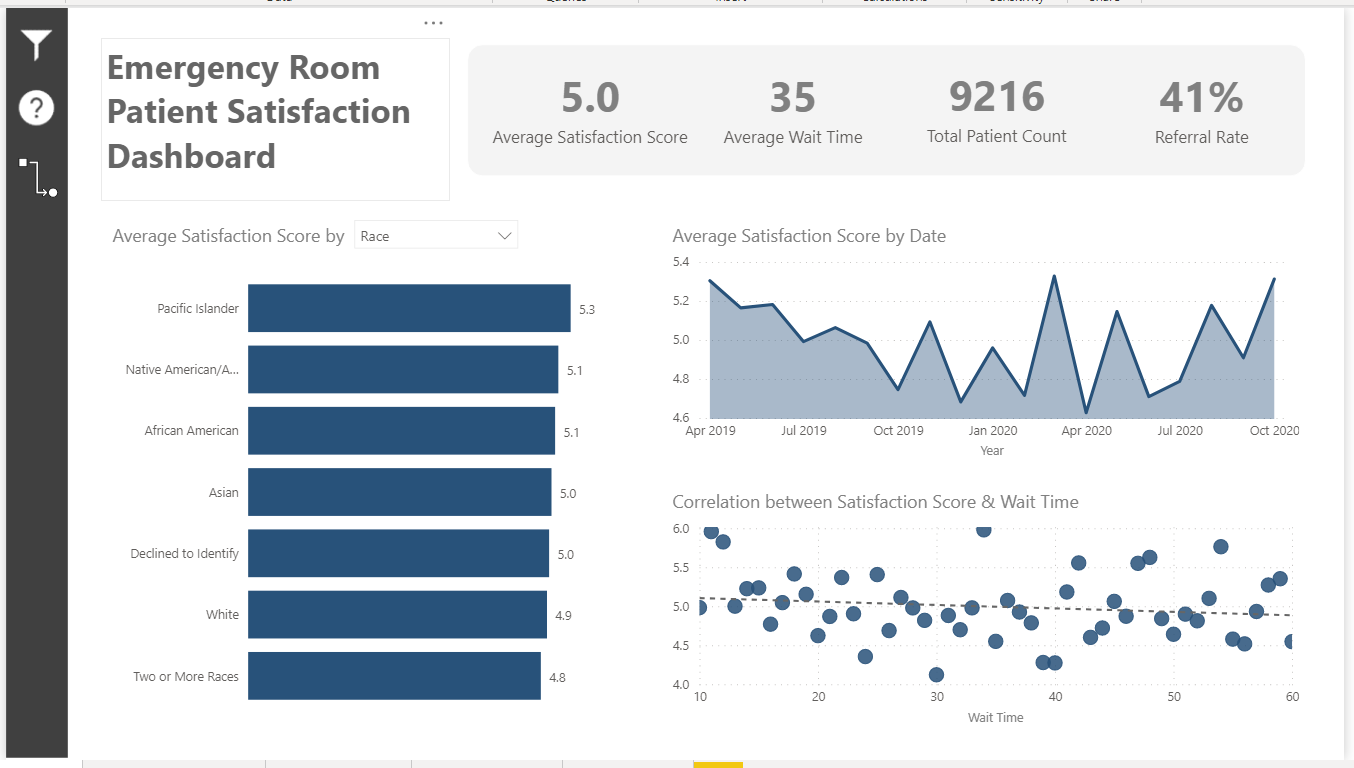 Emergency Room
Patient Satisfaction
Dashboard
5.0
Average Satisfaction Score
35
Average Wait Time
9216
Total Patient Count
41%
Referral Rate
?
Average Satisfaction Score by Race
Pacific Islander 5.3
Native American/A... 5.1
African American 5.1
Asian 5.0
Declined to Identify 5.0
White 4.9
Two or More Races 4.8
Average Satisfaction Score by Date
5.4
5.2
5.0
4.8
4.6
Apr 2019 Jul 2019 Oct 2019 Jan 2020 Apr 2020 Jul 2020 Oct 2020
Year
Correlation between Satisfaction Score & Wait Time
6.0
5.5
5.0
4.5
4.0
10 20 30 40 50 60
Wait Time